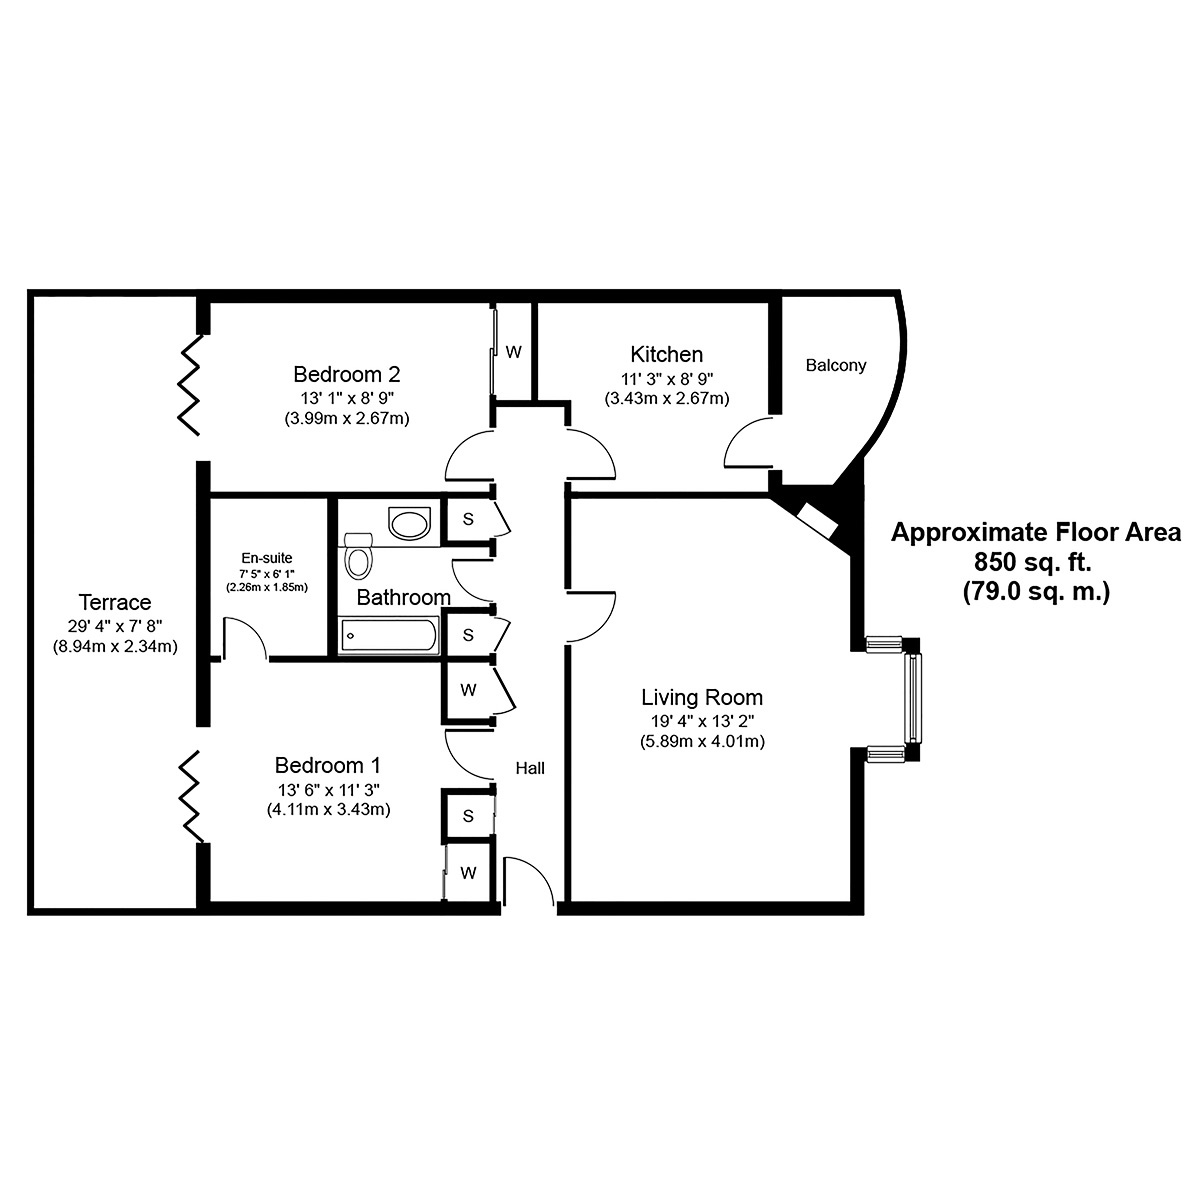 Bedroom 2
13' 1" x 8' 9"
(3.99m x 2.67m)
W
Kitchen
11' 3" x 8' 9"
(3.43m x 2.67m)
Balcony
S
Approximate Floor Area
850 sq. ft.
(79.0 sq. m.)
En-suite
7' 5" x 6' 1"
(2.26m x 1.85m)
Bathroom
Terrace
29' 4" x 7' 8"
(8.94m x 2.34m)
S
W
Living Room
19' 4" x 13' 2"
(5.89m x 4.01m)
Bedroom 1
13' 6" x 11' 3"
(4.11m x 3.43m)
Hall
S
W